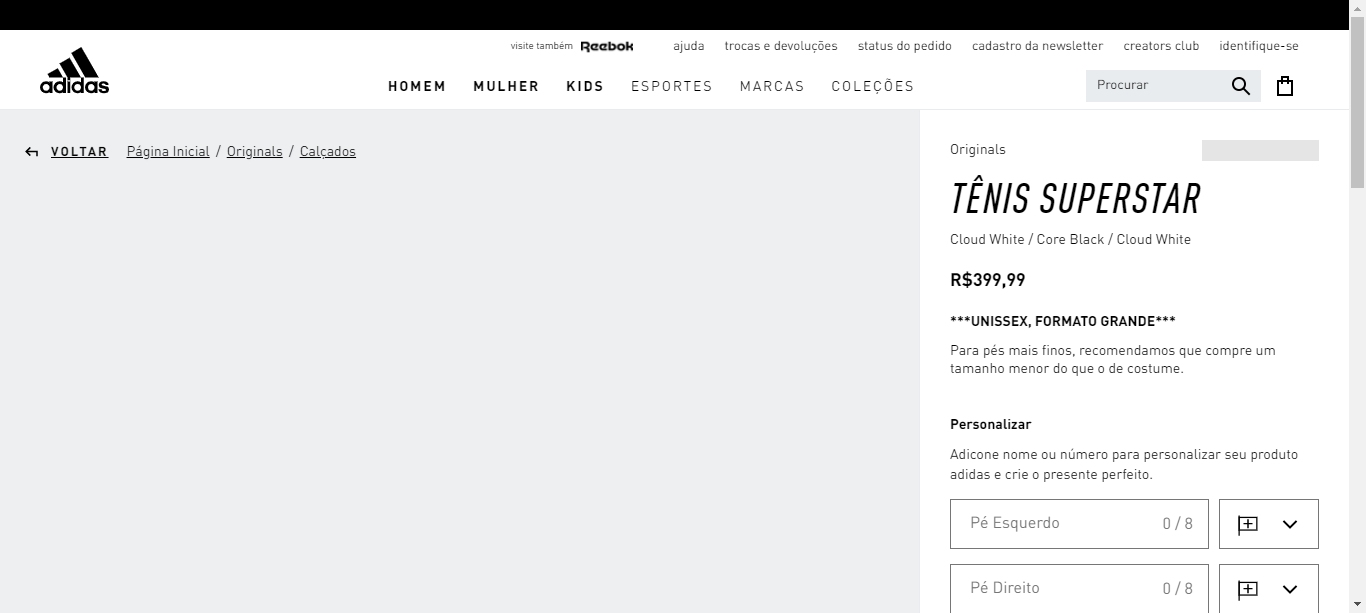 visite também Reebok ajuda trocas e devoluções status do pedido cadastro da newsletter creators club identifique-se
adidas
HOMEM MULHER KIDS ESPORTES MARCAS COLEÇÕES Procurar
VOLTAR Página Inicial / Originals / Calçados
Originals
TÊNIS SUPERSTAR
Cloud White / Core Black / Cloud White
R$399,99
***UNISSEX, FORMATO GRANDE***
Para pés mais finos, recomendamos que compre um
tamanho menor do que o de costume.
Personalizar
Adicone nome ou número para personalizar seu produto
adidas e crie o presente perfeito.
Pé Esquerdo 0 / 8
Pé Direito 0 / 8